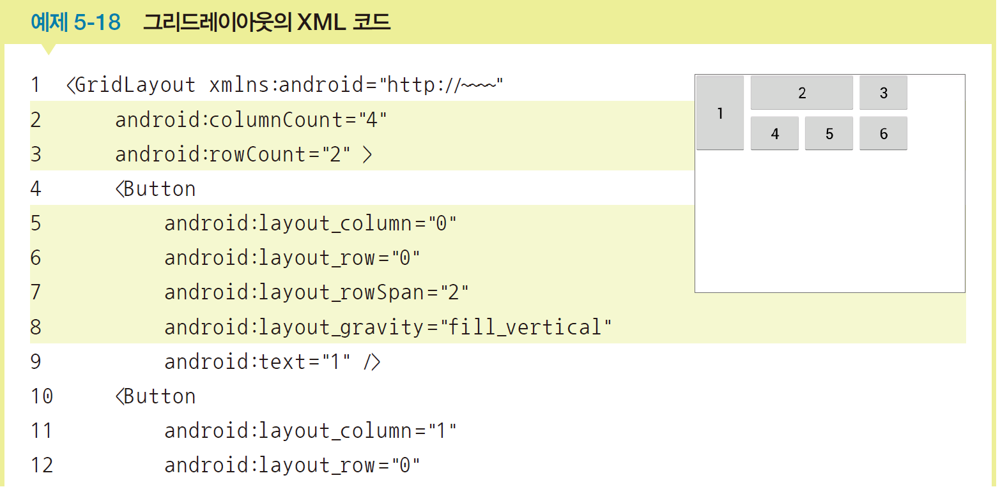 예제 5-18 그리드레이아웃의 XML 코드
1 <GridLayout xmlns:android="http://~~~~"
2 android:columnCount="4"
3 android:rowCount="2" >
4 <Button
5 android:layout_column="0"
6 android:layout_row="0"
7 android:layout_rowSpan="2"
8 android:layout_gravity="fill_vertical"
9 android:text="1" />
10 <Button
11 android:layout_column="1"
12 android:layout_row="0"
1
2
3
4
5
6